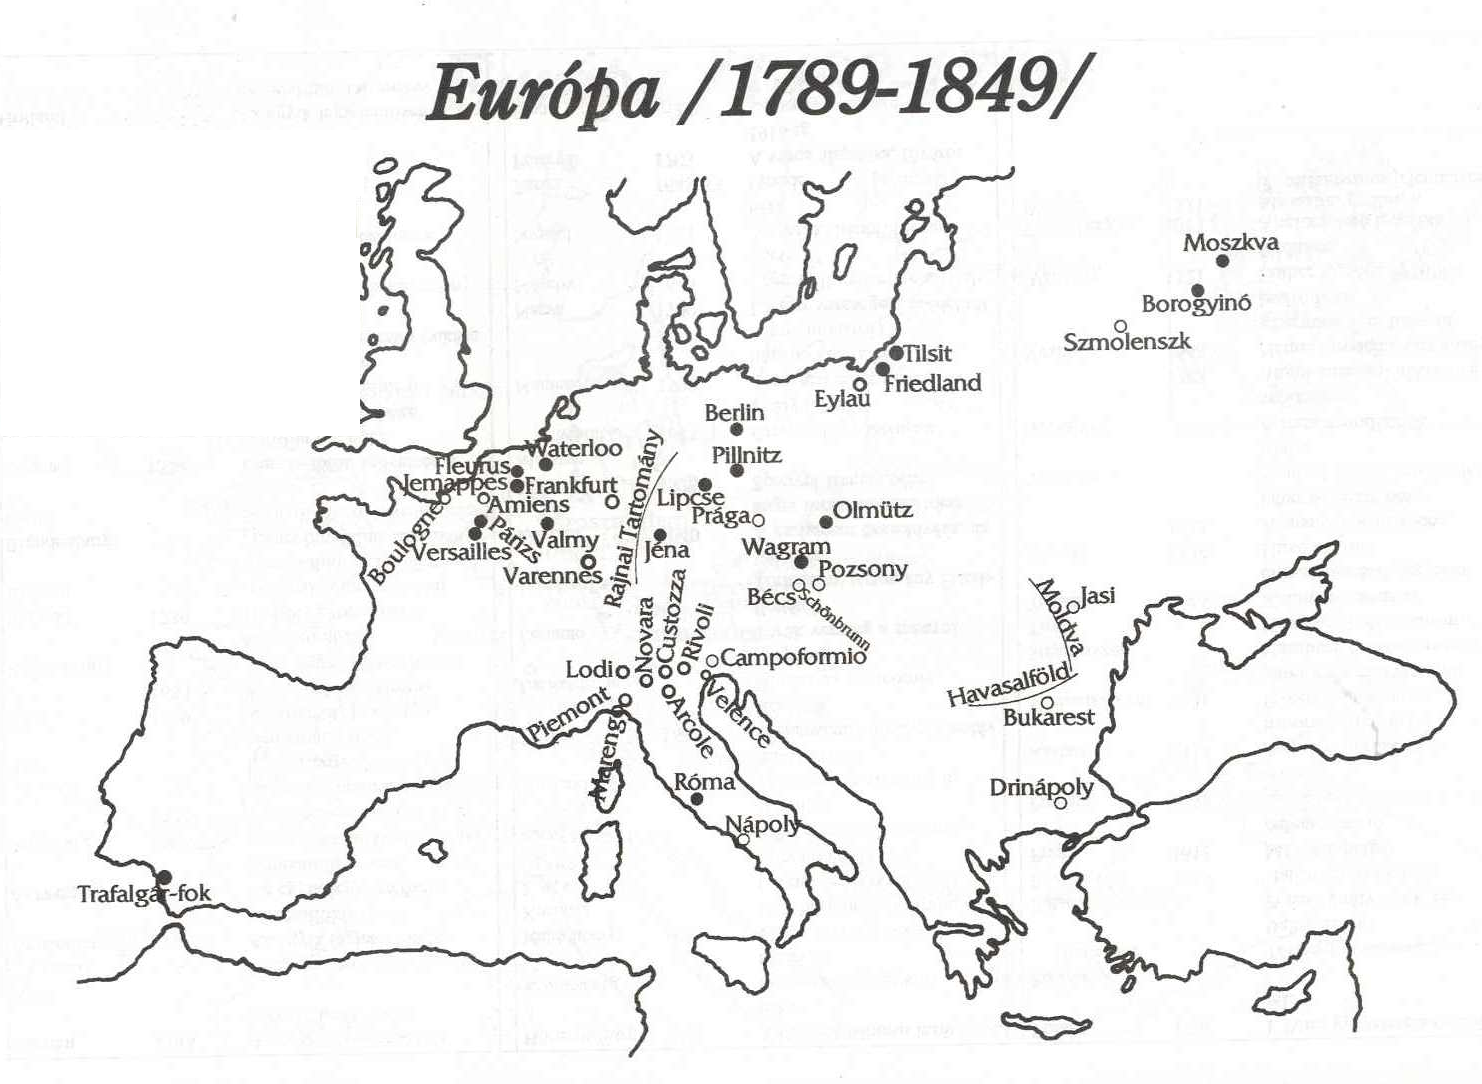 Európa /1789-1849/
Moszkva
Borogyinó
Szmolenszk
Tilsit
Friedland
Eylau
Berlin
Waterloo
Fleurus
Pillnitz
Jemappes
Frankfurt
Lipcse
Amiens
Prága
Olmütz
Boulogne
Párizs
Versailles
Valmy
Varennes
Rajnai Tartomány
Jéna
Wagram
Pozsony
Bécs
Schönbrunn
Moldva
Jasi
Novara
Custozza
Rivoli
Lodi
Campoformio
Havasalföld
Bukarest
Piemont
Marengo
Arcole
Velence
Róma
Drinápoly
Nápoly
Trafalgár-fok